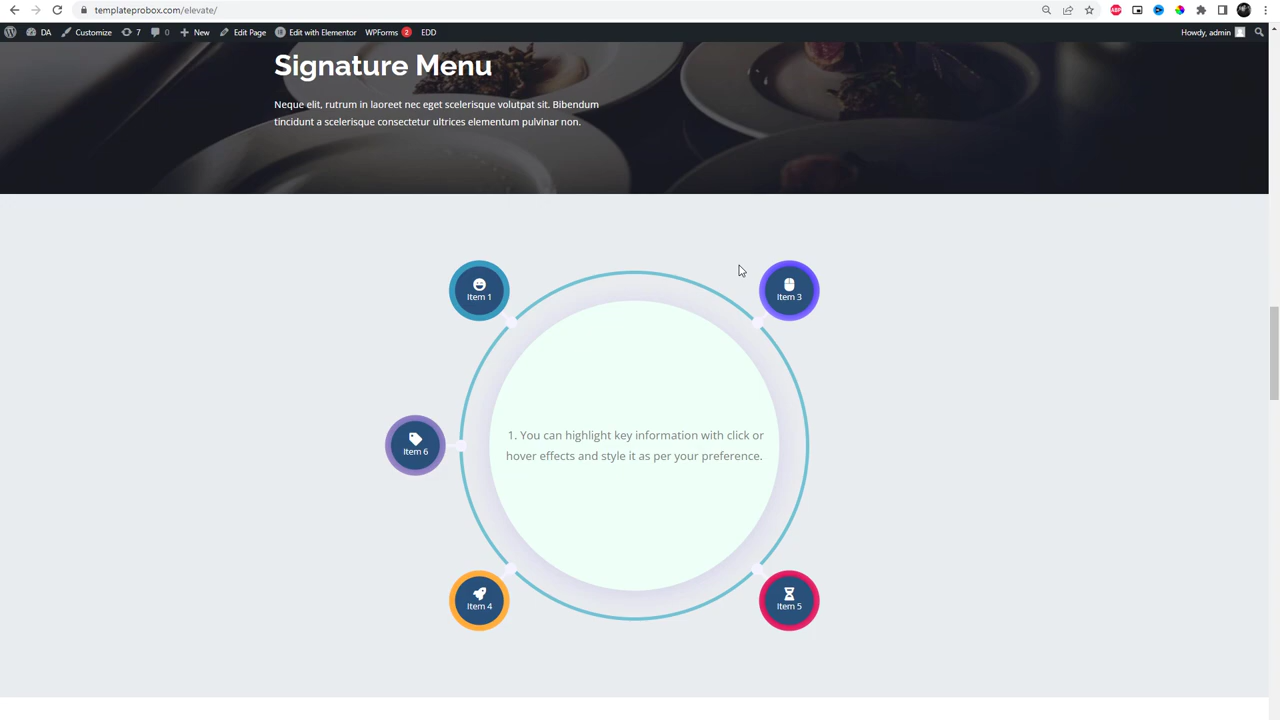 templateprobox.com/elevate/
DA
Customize
7
0
New
Edit Page
Edit with Elementor
WPForms 2
EDD
Howdy, admin
Signature Menu
Neque elit, rutrum in laoreet nec eget scelerisque volutpat sit. Bibendum
tincidunt a scelerisque consectetur ultrices elementum pulvinar non.
Item 1
Item 3
1. You can highlight key information with click or
hover effects and style it as per your preference.
Item 6
Item 4
Item 5